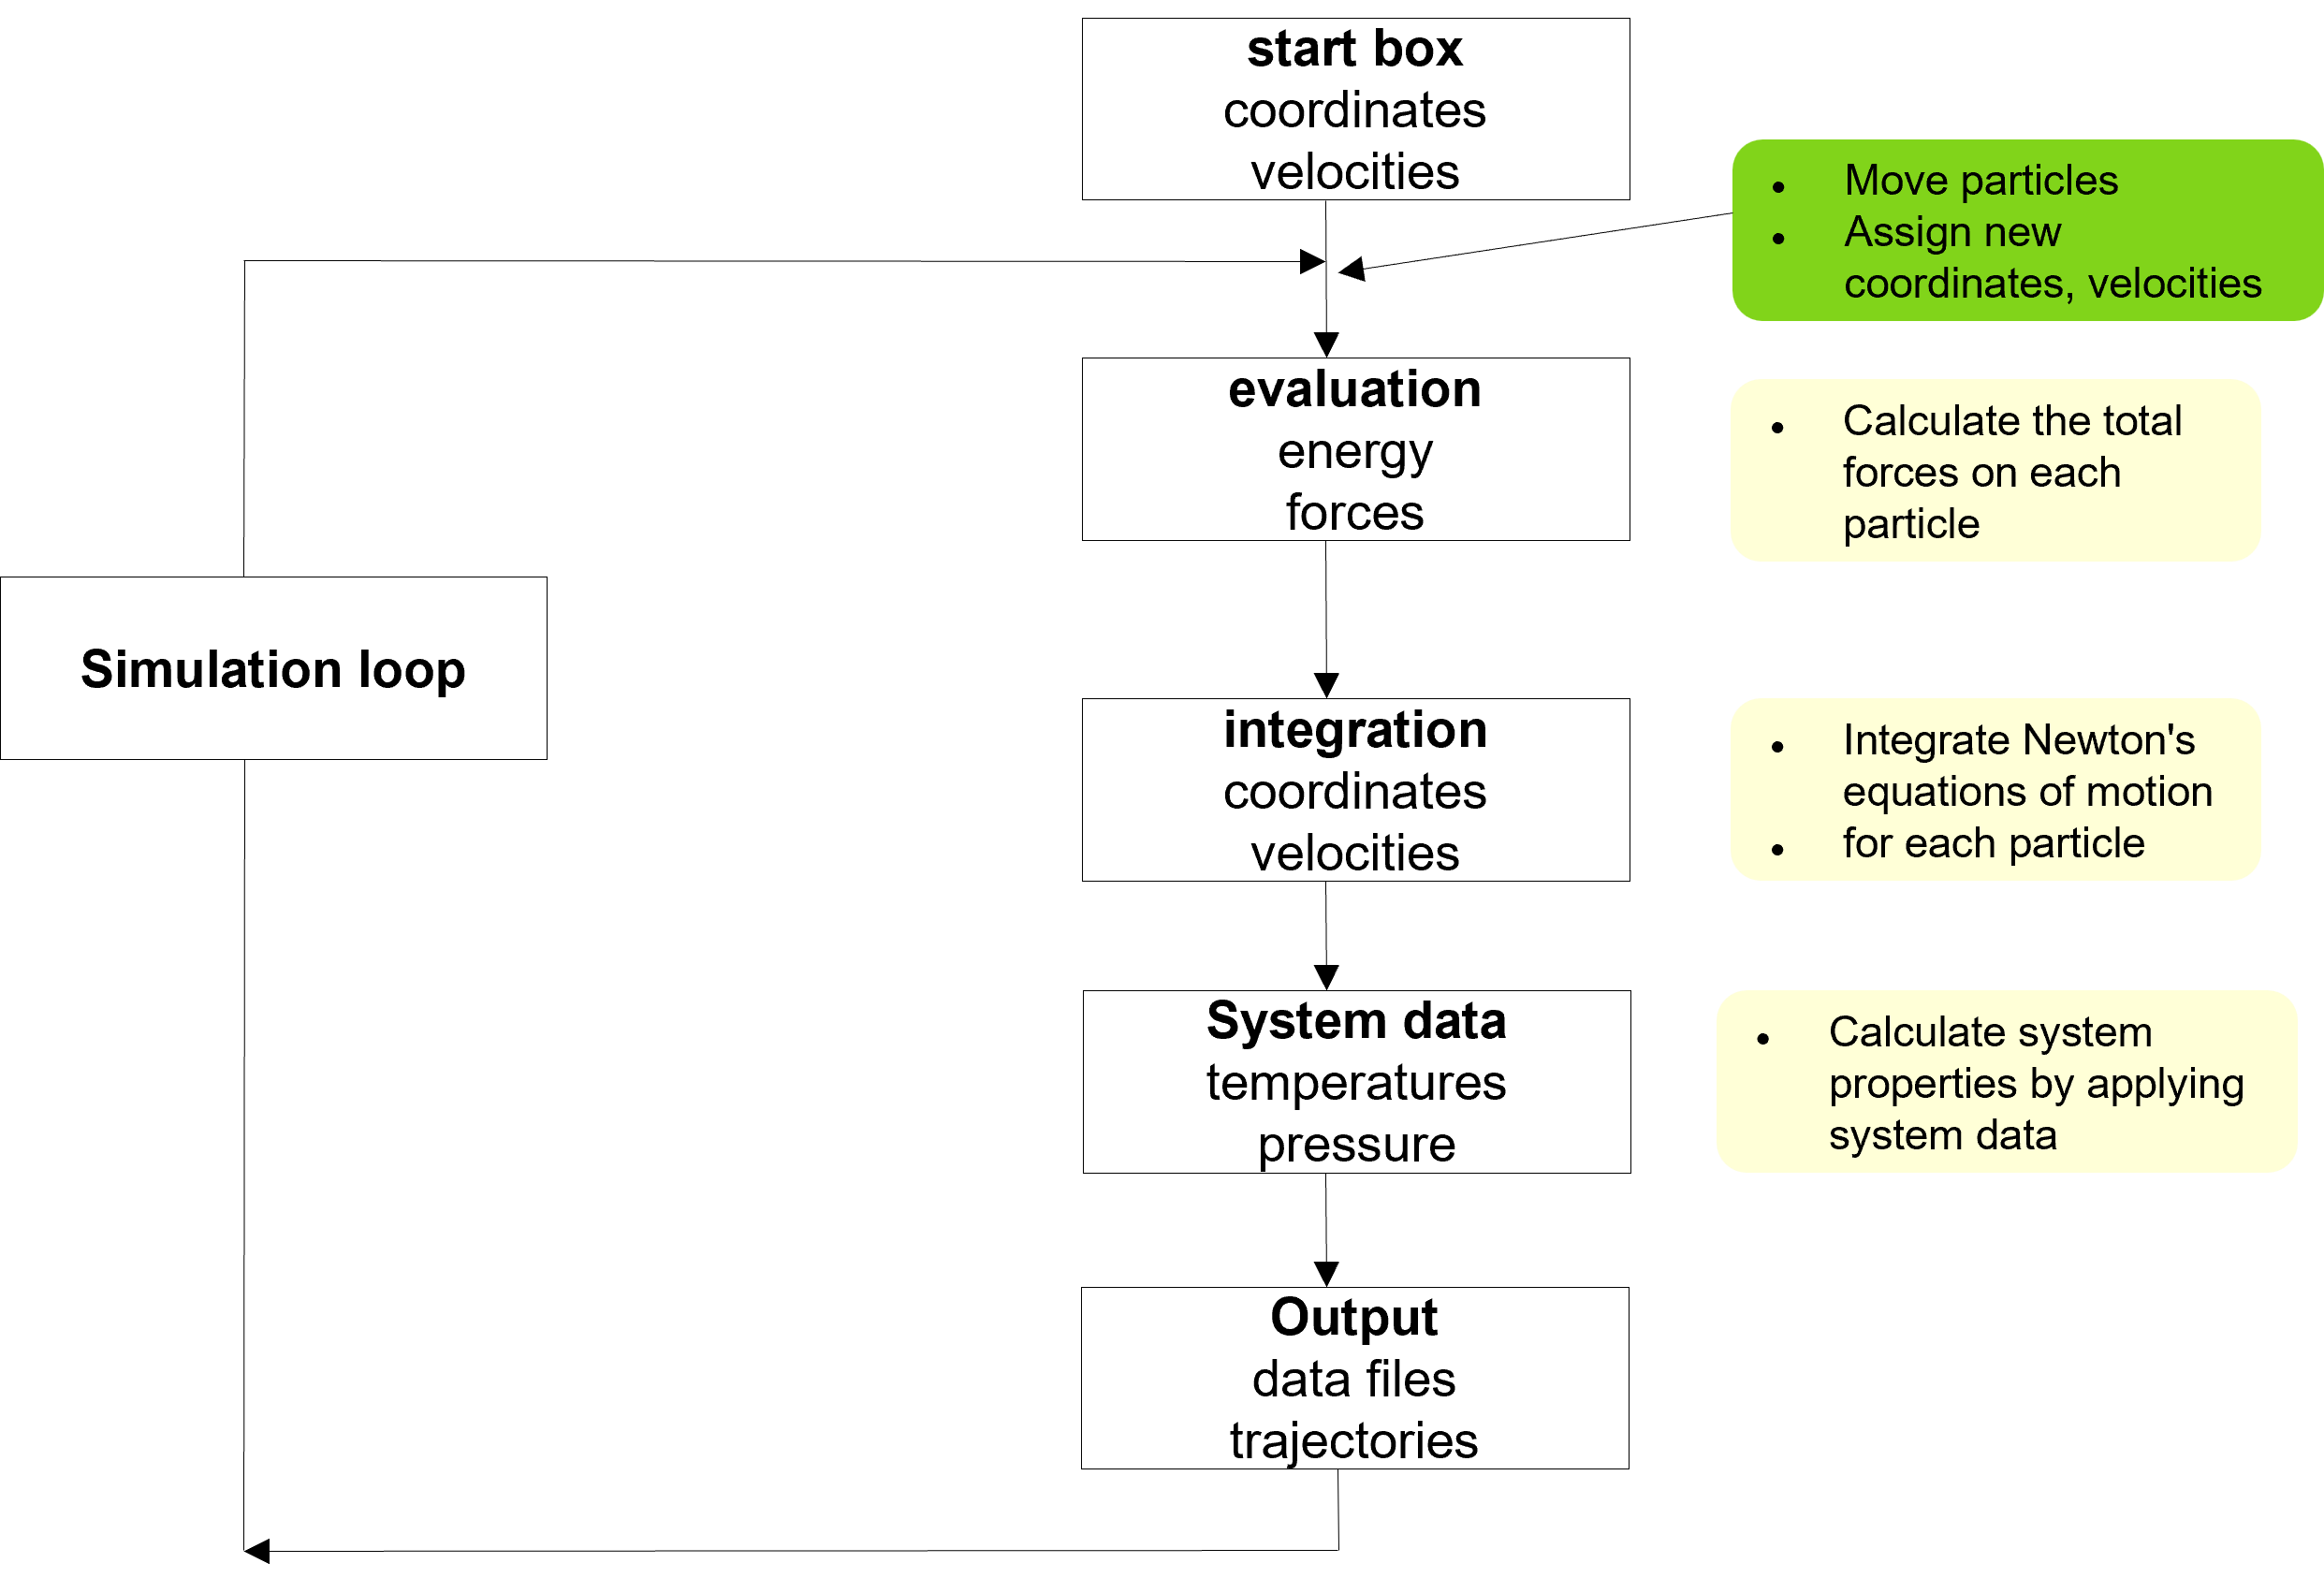 start box
coordinates
velocities
• Move particles
• Assign new
coordinates, velocities
evaluation
energy
forces
• Calculate the total
forces on each
particle
Simulation loop
integration
coordinates
velocities
• Integrate Newton's
equations of motion
• for each particle
System data
temperatures
pressure
• Calculate system
properties by applying
system data
Output
data files
trajectories